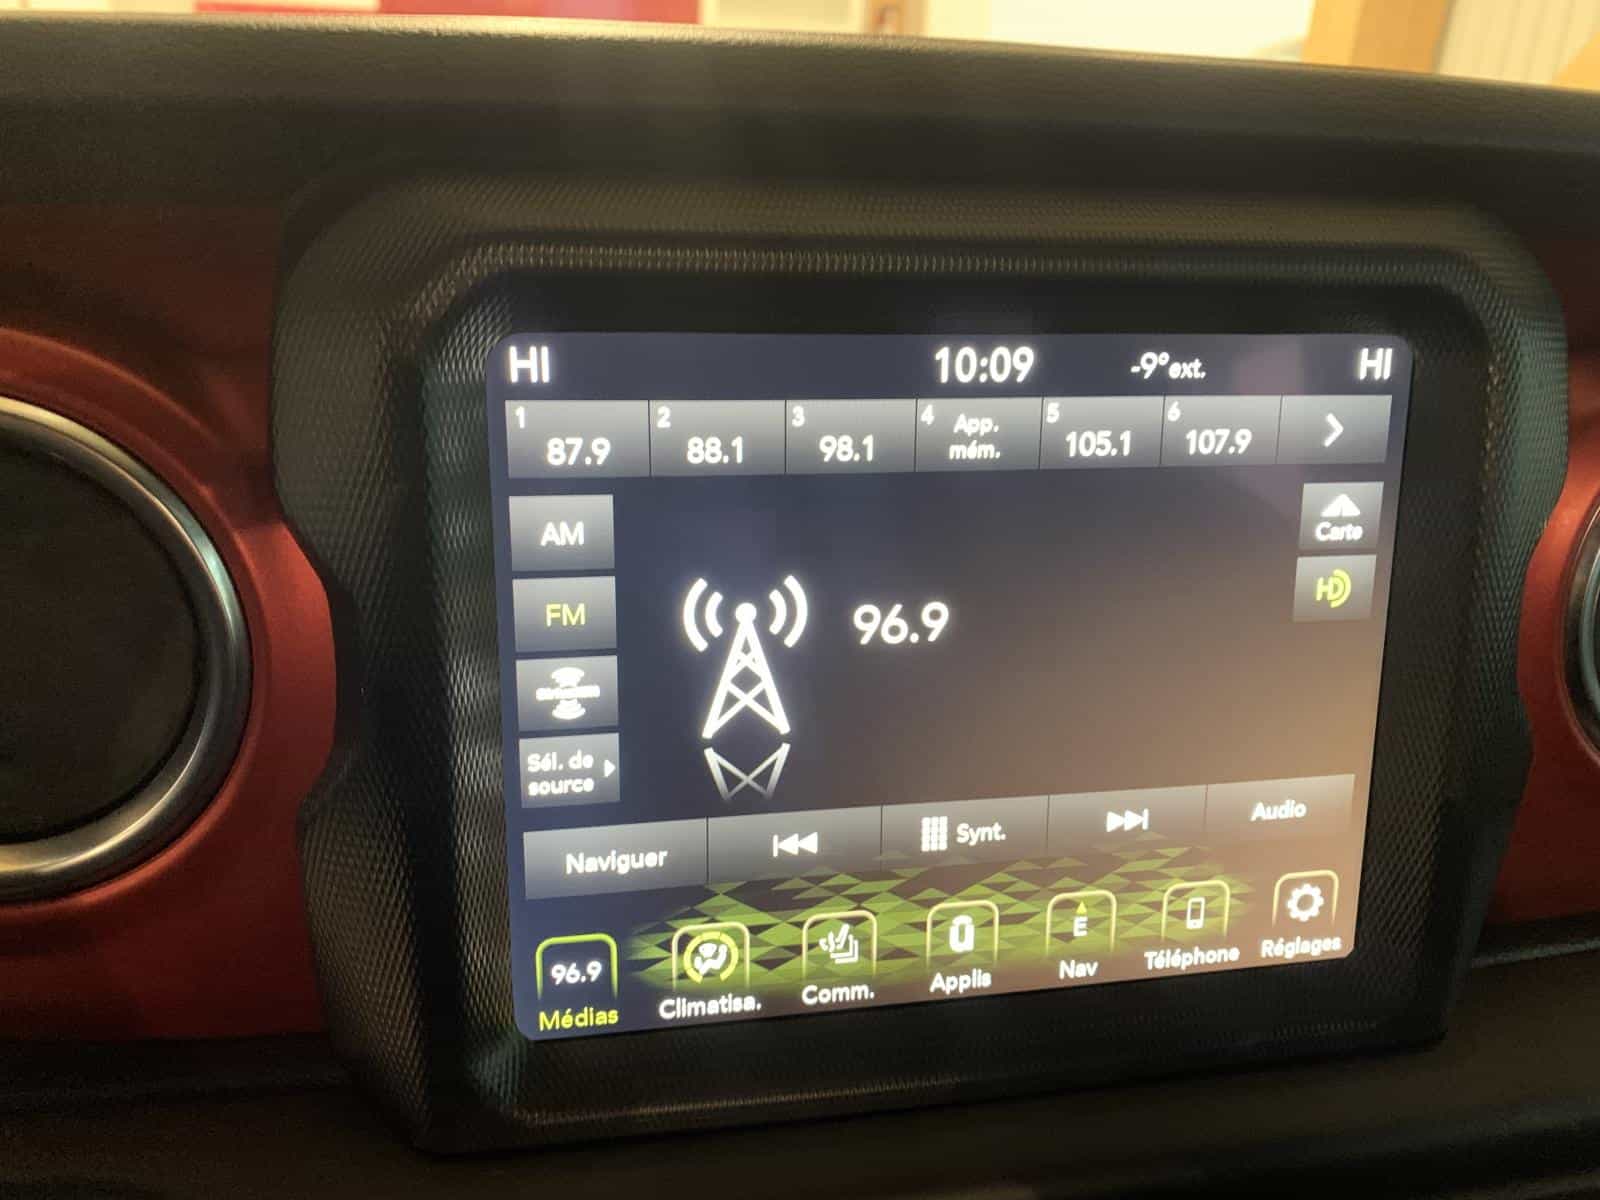 HI 10:09 -9°ext. HI
1 87.9
2 88.1
3 98.1
4 App. mém.
5 105.1
6 107.9
AM
Carte
FM
HD
96.9
Sél. de
source
Naviguer
Synt.
Audio
96.9
Médias
Climatisa.
Comm.
Applis
E
Nav
Téléphone
Réglages